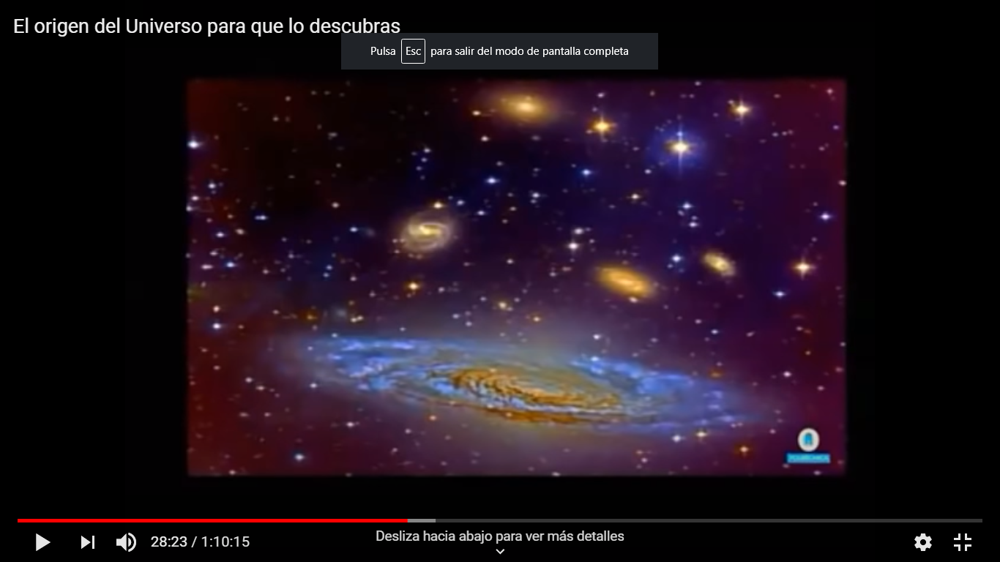 El origen del Universo para que lo descubras
Pulsa Esc para salir del modo de pantalla completa
POLITÉCNICA
28:23 / 1:10:15
Desliza hacia abajo para ver más detalles